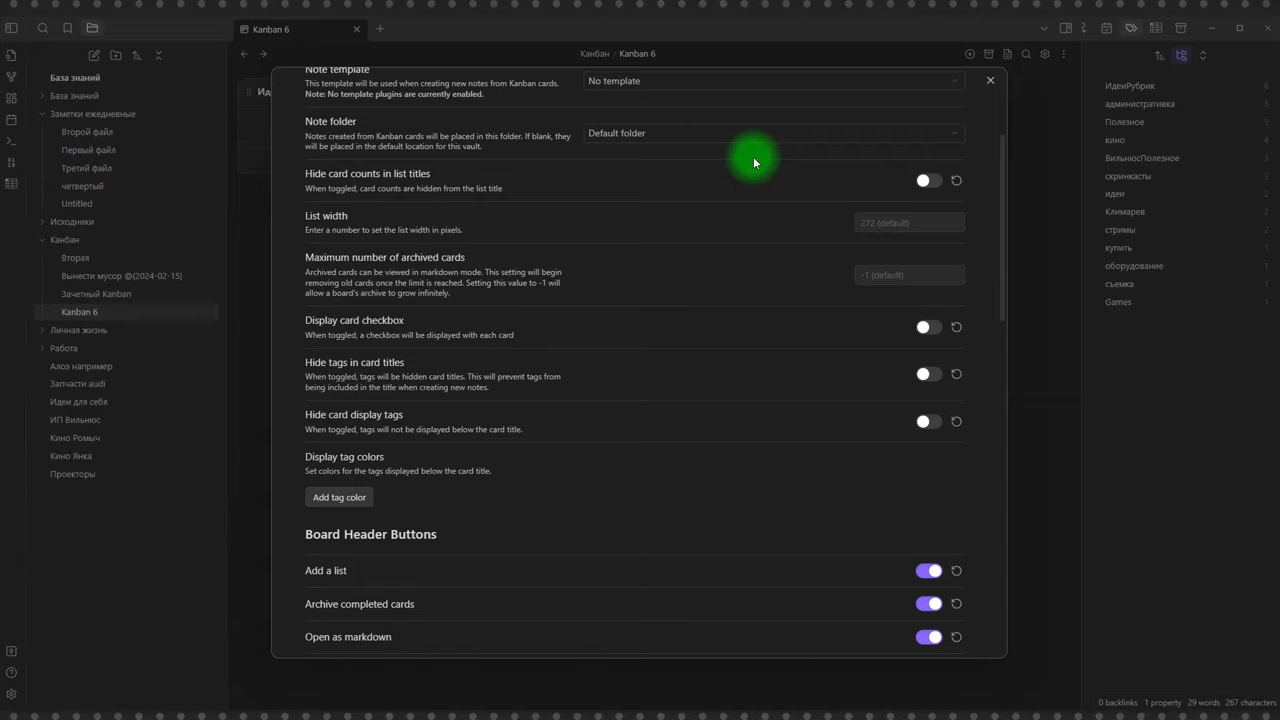 Kanban 6
Канбан / Kanban 6
База знаний
База знаний
Заметки ежедневные
Второй файл
Первый файл
Третий файл
четвертый
Untitled
Исходники
Канбан
Вторая
Вынести мусор @{2024-02-15}
Зачетный Kanban
Kanban 6
Личная жизнь
Работа
Алоэ например
Запчасти audi
Идеи для себя
ИП Вильнюс
Кино Ромыч
Кино Янка
Проекторы
Note template
This template will be used when creating new notes from Kanban cards.
Note: No template plugins are currently enabled.
No template
Note folder
Notes created from Kanban cards will be placed in this folder. If blank, they
will be placed in the default location for this vault.
Default folder
Hide card counts in list titles
When toggled, card counts are hidden from the list title
List width
Enter a number to set the list width in pixels.
272 (default)
Maximum number of archived cards
Archived cards can be viewed in markdown mode. This setting will begin
removing old cards once the limit is reached. Setting this value to -1 will
allow a board's archive to grow infinitely.
-1 (default)
Display card checkbox
When toggled, a checkbox will be displayed with each card
Hide tags in card titles
When toggled, tags will be hidden card titles. This will prevent tags from
being included in the title when creating new notes.
Hide card display tags
When toggled, tags will not be displayed below the card title.
Display tag colors
Set colors for the tags displayed below the card title.
Add tag color
Board Header Buttons
Add a list
Archive completed cards
Open as markdown
ИдеиРубрик 6
административка 5
Полезное 4
кино 4
ВильнюсПолезное 4
скринкасты 3
идеи 2
Климарев 2
стримы 2
купить 2
оборудование 2
съемка 2
Games 2
0 backlinks 1 property 29 words 267 characters